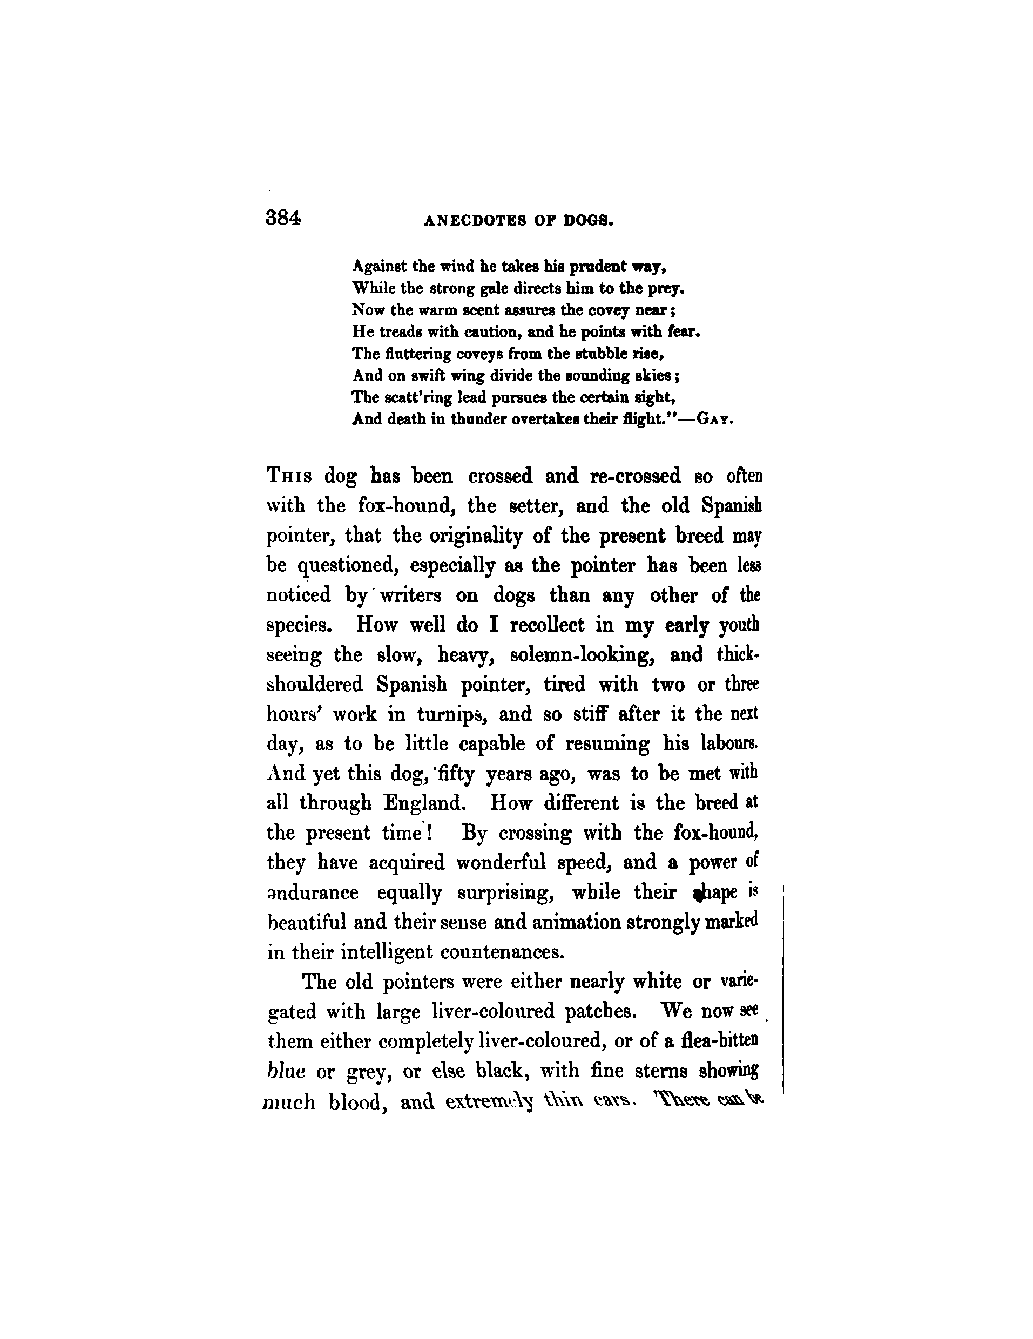 384 ANECDOTES OF DOGS.
Against the wind he takes his prudent way,
While the strong gale directs him to the prey.
Now the warm scent assures the covey near;
He treads with caution, and he points with fear.
The fluttering coveys from the stubble rise,
And on swift wing divide the sounding skies;
The scatt'ring lead pursues the certain sight,
And death in thunder overtakes their flight."—GAY.
THIS dog has been crossed and re-crossed so often
with the fox-hound, the setter, and the old Spanish
pointer, that the originality of the present breed may
be questioned, especially as the pointer has been less
noticed by writers on dogs than any other of the
species. How well do I recollect in my early youth
seeing the slow, heavy, solemn-looking, and thick-
shouldered Spanish pointer, tired with two or three
hours' work in turnips, and so stiff after it the next
day, as to be little capable of resuming his labours.
And yet this dog, fifty years ago, was to be met with
all through England. How different is the breed at
the present time! By crossing with the fox-hound,
they have acquired wonderful speed, and a power of
endurance equally surprising, while their shape is
beautiful and their sense and animation strongly marked
in their intelligent countenances.
The old pointers were either nearly white or varie-
gated with large liver-coloured patches. We now see
them either completely liver-coloured, or of a flea-bitten
blue or grey, or else black, with fine sterns showing
much blood, and extremely thin ears. There can be